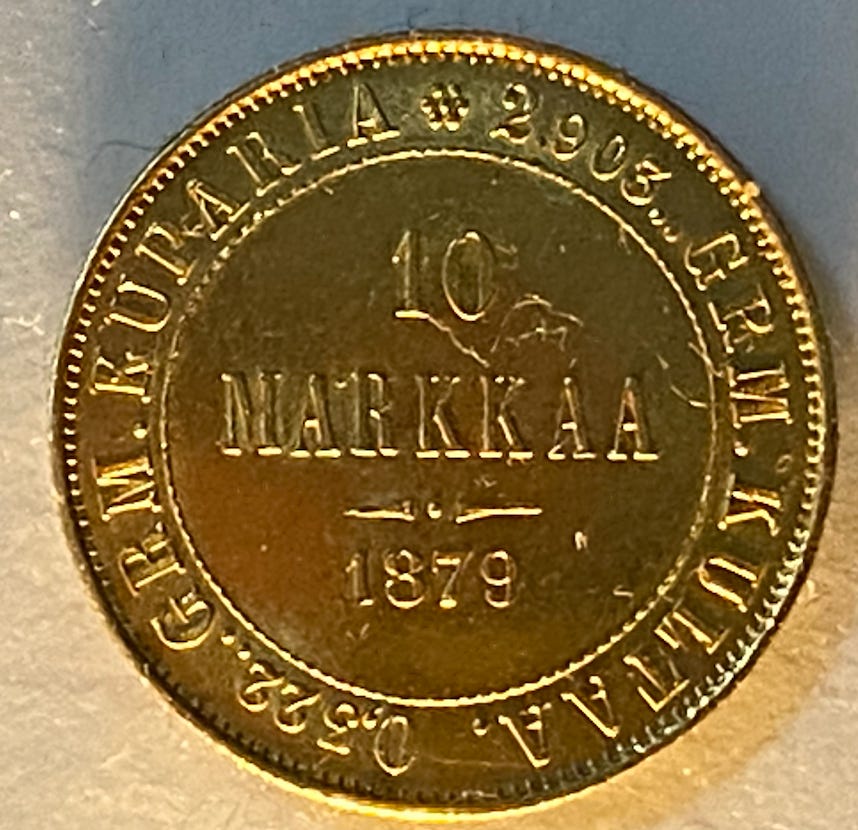 2,903.. GRM. KULTAA. 0,322.. GRM. KUPARIA
10
MARKKAA
1879